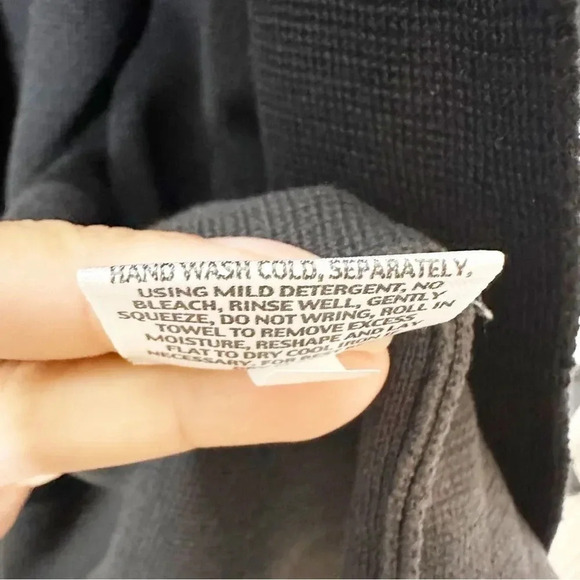 HAND WASH COLD, SEPARATELY,
USING MILD DETERGENT, NO
BLEACH, RINSE WELL, GENTLY
SQUEEZE, DO NOT WRING, ROLL IN
TOWEL TO REMOVE EXCESS
MOISTURE, RESHAPE AND LAY
FLAT TO DRY COOL IRON
NECESSARY. FOR